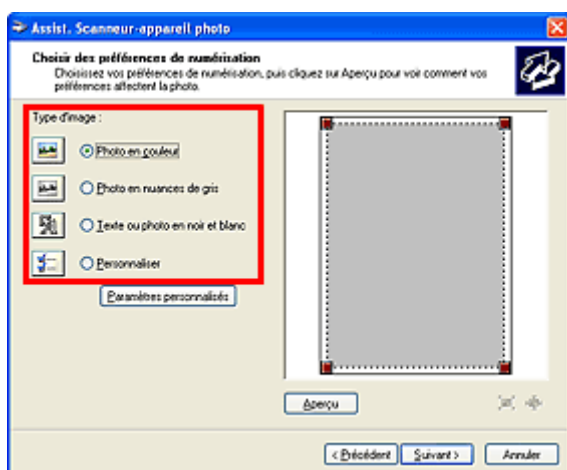 Assist. Scanneur-appareil photo
Choisir des préférences de numérisation
Choisissez vos préférences de numérisation, puis cliquez sur Aperçu pour voir comment vos
préférences affectent la photo.
Type d'image :
Photo en couleur
Photo en nuances de gris
Texte ou photo en noir et blanc
Personnaliser
Paramètres personnalisés
Aperçu
< Précédent
Suivant >
Annuler